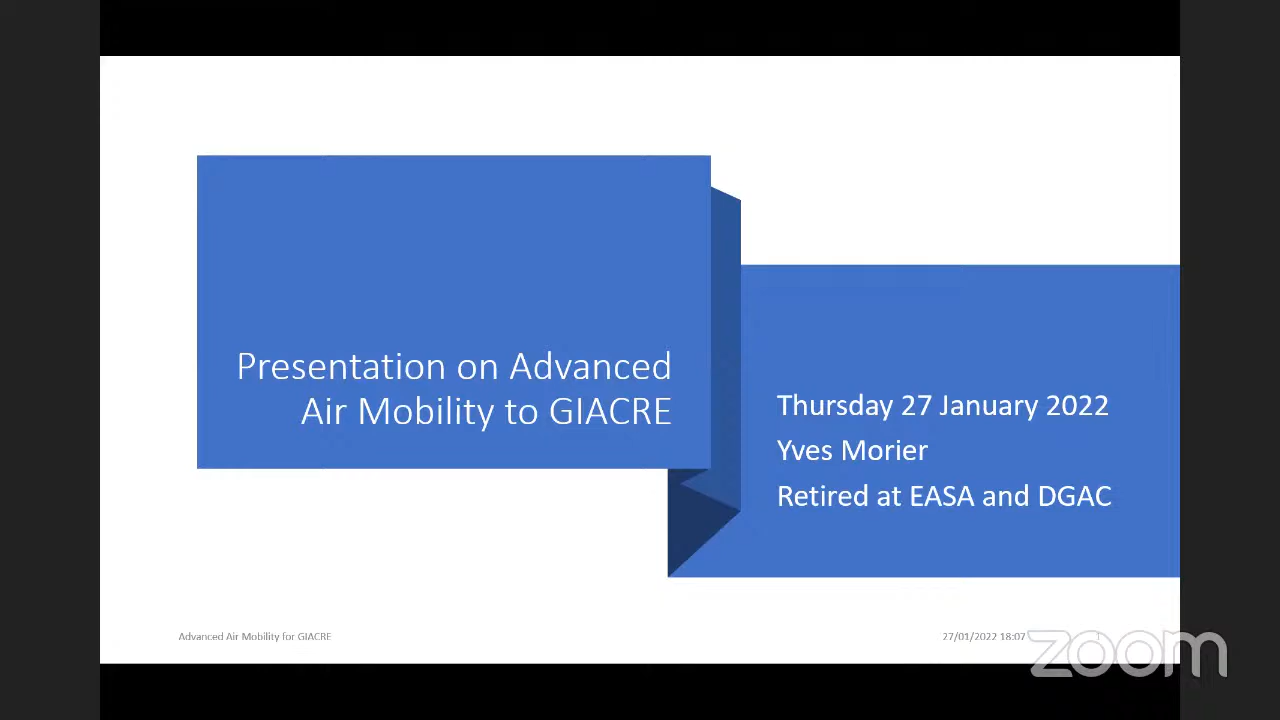 Presentation on Advanced
Air Mobility to GIACRE
Thursday 27 January 2022
Yves Morier
Retired at EASA and DGAC
Advanced Air Mobility for GIACRE
27/01/2022 18:07
1
zoom